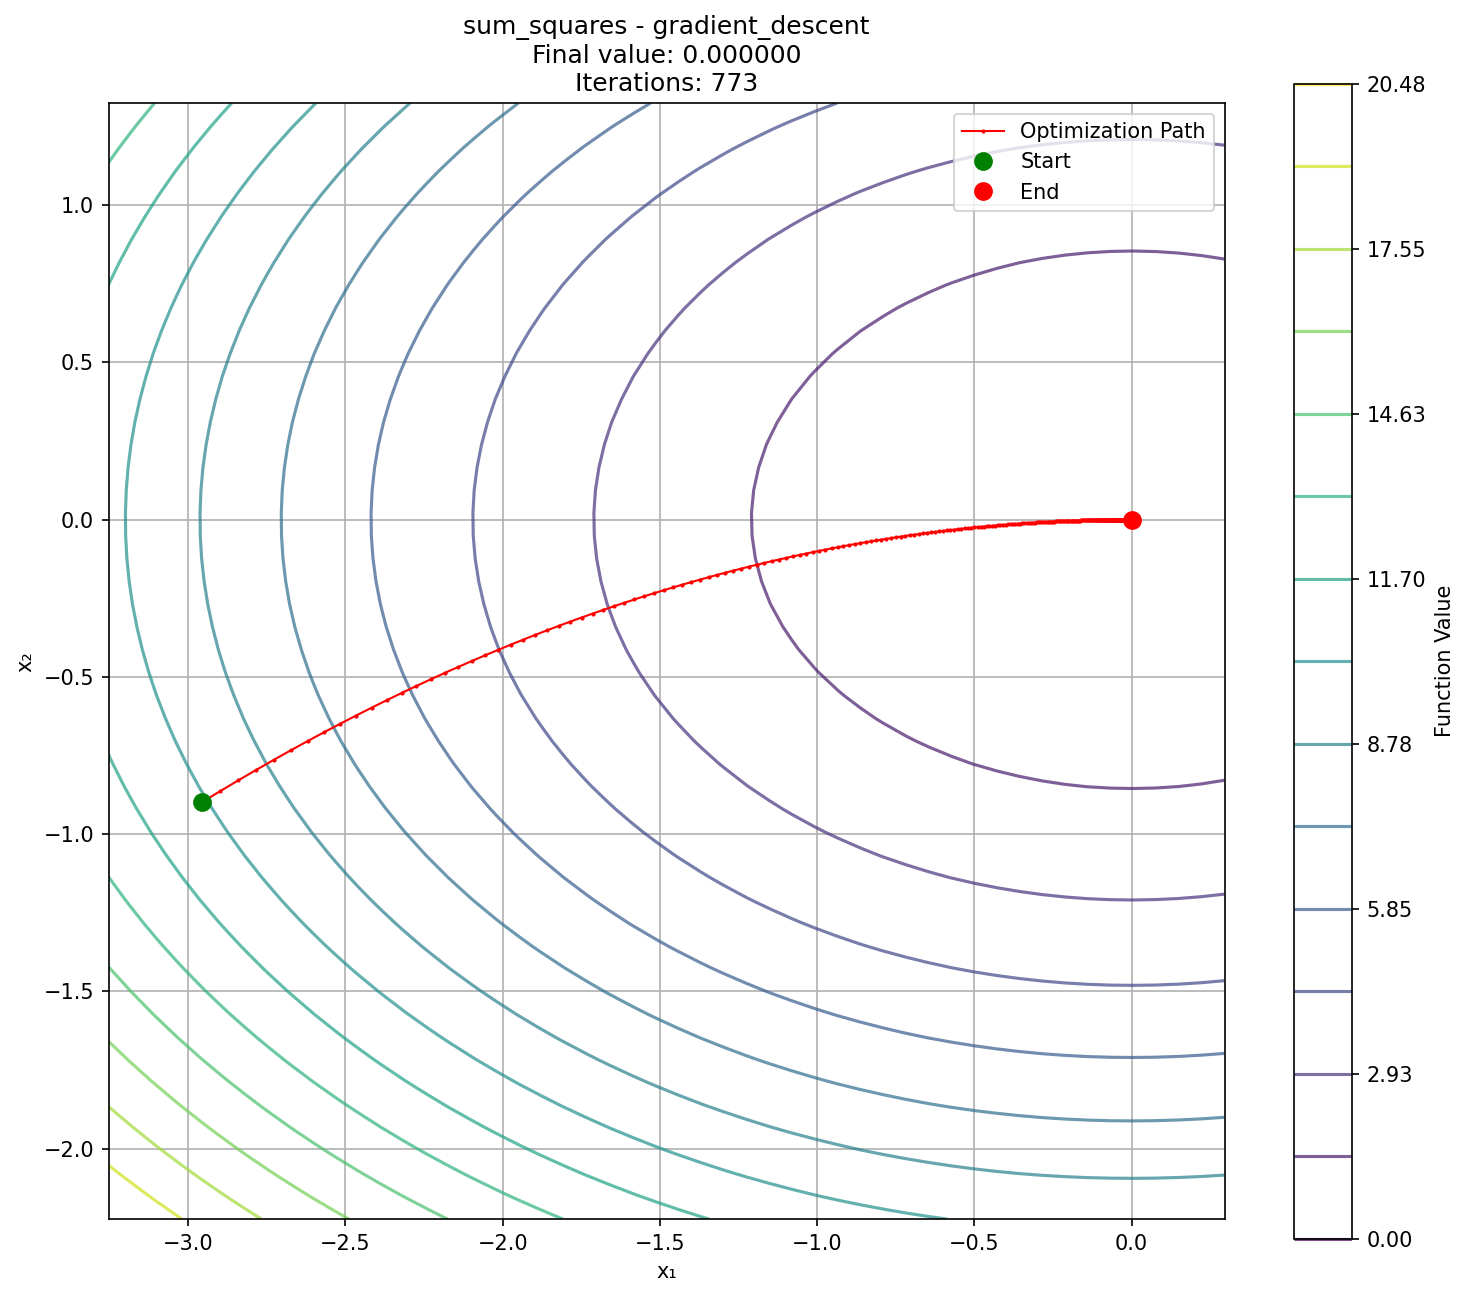 sum_squares - gradient_descent
Final value: 0.000000
Iterations: 773
Optimization Path
Start
End
1.0
0.5
0.0
−0.5
−1.0
−1.5
−2.0
x₂
−3.0
−2.5
−2.0
−1.5
−1.0
−0.5
0.0
x₁
20.48
17.55
14.63
11.70
8.78
5.85
2.93
0.00
Function Value